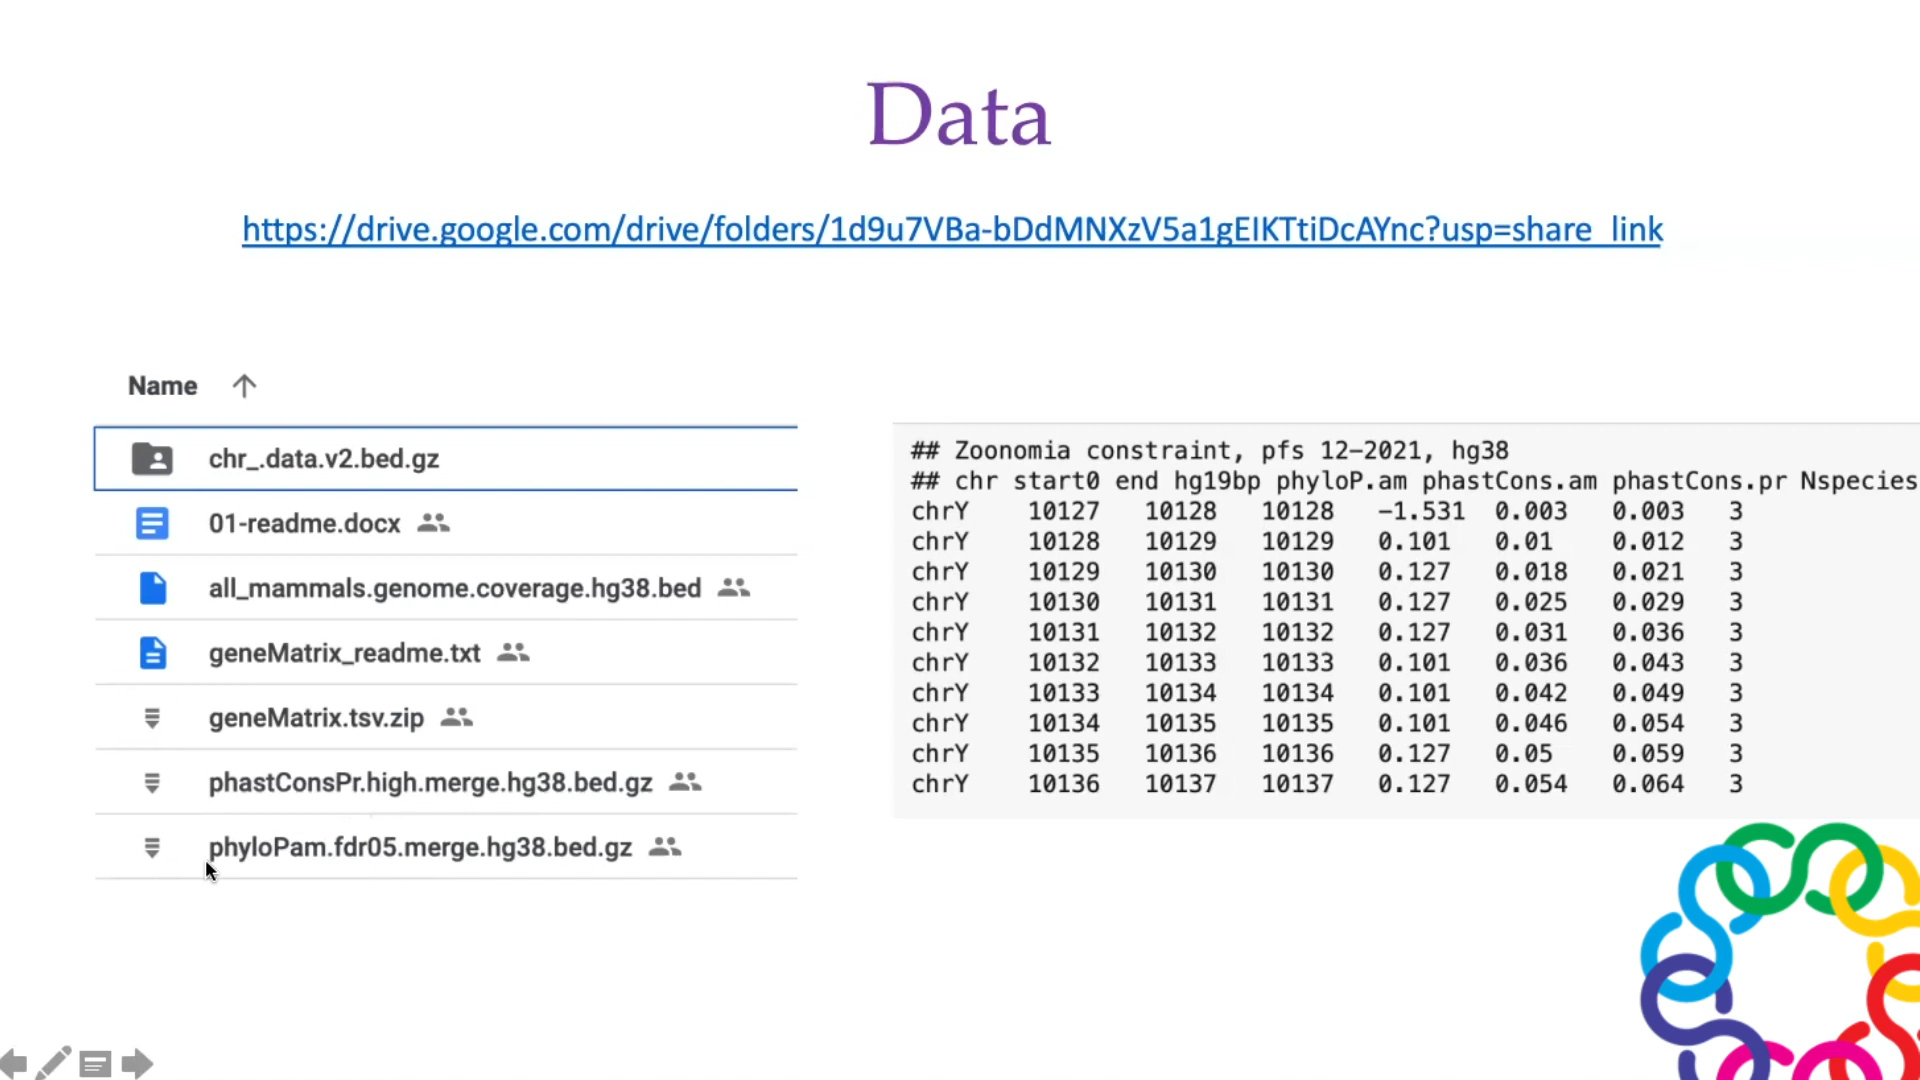 Data
https://drive.google.com/drive/folders/1d9u7VBa-bDdMNXzV5a1gEIKTtiDcAYnc?usp=share_link
Name
chr_.data.v2.bed.gz
01-readme.docx
all_mammals.genome.coverage.hg38.bed
geneMatrix_readme.txt
geneMatrix.tsv.zip
phastConsPr.high.merge.hg38.bed.gz
phyloPam.fdr05.merge.hg38.bed.gz
## Zoonomia constraint, pfs 12-2021, hg38
## chr start0 end hg19bp phyloP.am phastCons.am phastCons.pr Nspecies
chrY 10127 10128 10128 -1.531 0.003 0.003 3
chrY 10128 10129 10129 0.101 0.01 0.012 3
chrY 10129 10130 10130 0.127 0.018 0.021 3
chrY 10130 10131 10131 0.127 0.025 0.029 3
chrY 10131 10132 10132 0.127 0.031 0.036 3
chrY 10132 10133 10133 0.101 0.036 0.043 3
chrY 10133 10134 10134 0.101 0.042 0.049 3
chrY 10134 10135 10135 0.101 0.046 0.054 3
chrY 10135 10136 10136 0.127 0.05 0.059 3
chrY 10136 10137 10137 0.127 0.054 0.064 3